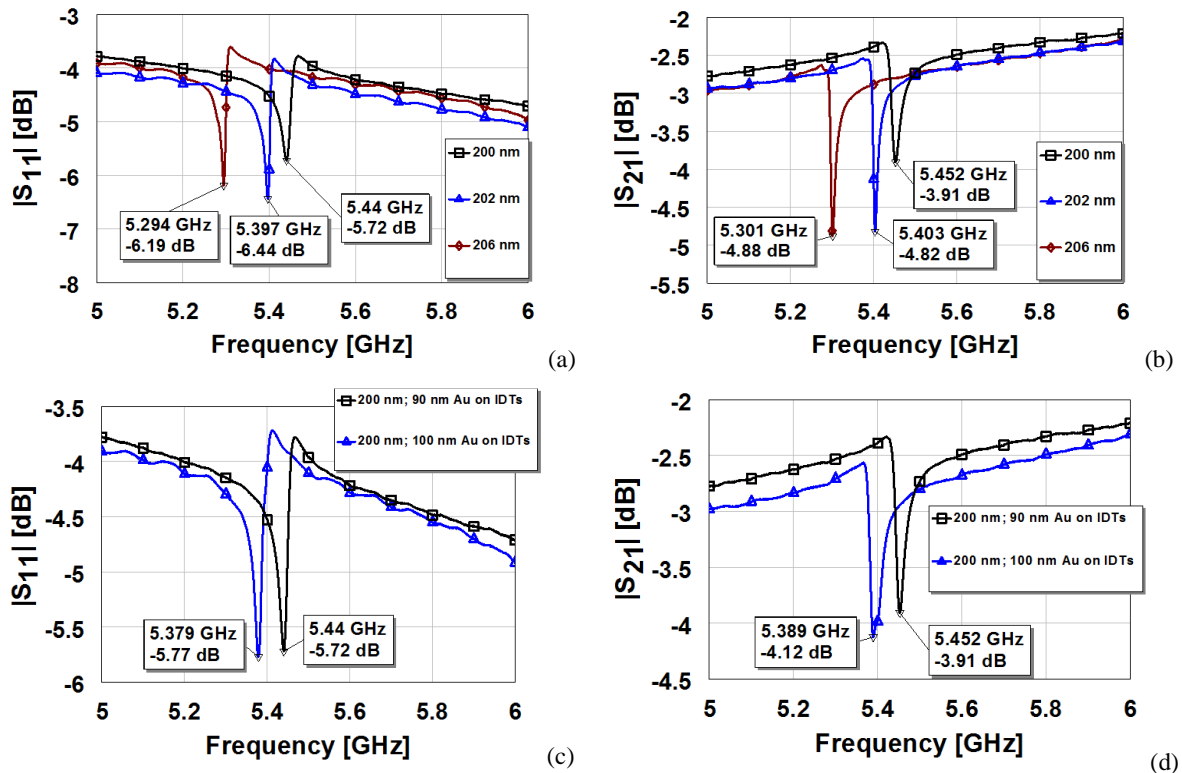 -3
-4
-5
-6
-7
-8
|S11| [dB]
200 nm
202 nm
206 nm
5.294 GHz
-6.19 dB
5.397 GHz
-6.44 dB
5.44 GHz
-5.72 dB
5 5.2 5.4 5.6 5.8 6
Frequency [GHz]
(a)
-2
-2.5
-3
-3.5
-4
-4.5
-5
-5.5
|S21| [dB]
5.452 GHz
-3.91 dB
200 nm
202 nm
206 nm
5.301 GHz
-4.88 dB
5.403 GHz
-4.82 dB
5 5.2 5.4 5.6 5.8 6
Frequency [GHz]
(b)
-3.5
-4
-4.5
-5
-5.5
-6
|S11| [dB]
200 nm; 90 nm Au on IDTs
200 nm; 100 nm Au on IDTs
5.379 GHz
-5.77 dB
5.44 GHz
-5.72 dB
5 5.2 5.4 5.6 5.8 6
Frequency [GHz]
(c)
-2
-2.5
-3
-3.5
-4
-4.5
|S21| [dB]
200 nm; 90 nm Au on IDTs
200 nm; 100 nm Au on IDTs
5.389 GHz
-4.12 dB
5.452 GHz
-3.91 dB
5 5.2 5.4 5.6 5.8 6
Frequency [GHz]
(d)